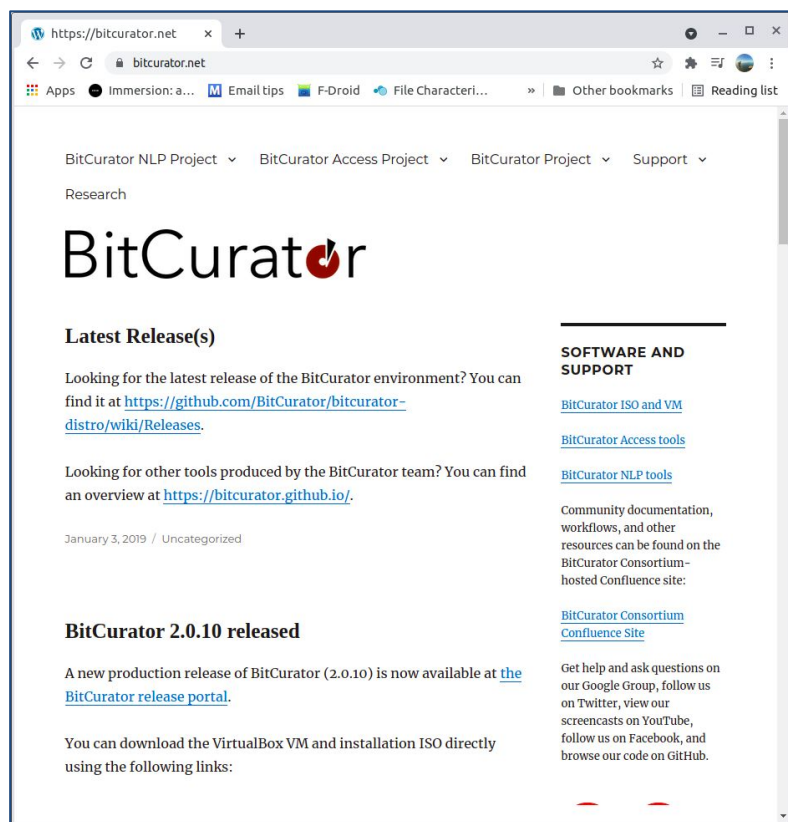 https://bitcurator.net
bitcurator.net
Apps Immersion: a... Email tips F-Droid File Characteri... » Other bookmarks Reading list
BitCurator NLP Project BitCurator Access Project BitCurator Project Support
Research
BitCurator
Latest Release(s)
Looking for the latest release of the BitCurator environment? You can
find it at https://github.com/BitCurator/bitcurator-
distro/wiki/Releases.
Looking for other tools produced by the BitCurator team? You can find
an overview at https://bitcurator.github.io/.
January 3, 2019 / Uncategorized
BitCurator 2.0.10 released
A new production release of BitCurator (2.0.10) is now available at the
BitCurator release portal.
You can download the VirtualBox VM and installation ISO directly
using the following links:
SOFTWARE AND
SUPPORT
BitCurator ISO and VM
BitCurator Access tools
BitCurator NLP tools
Community documentation,
workflows, and other
resources can be found on the
BitCurator Consortium-
hosted Confluence site:
BitCurator Consortium
Confluence Site
Get help and ask questions on
our Google Group, follow us
on Twitter, view our
screencasts on YouTube,
follow us on Facebook, and
browse our code on GitHub.